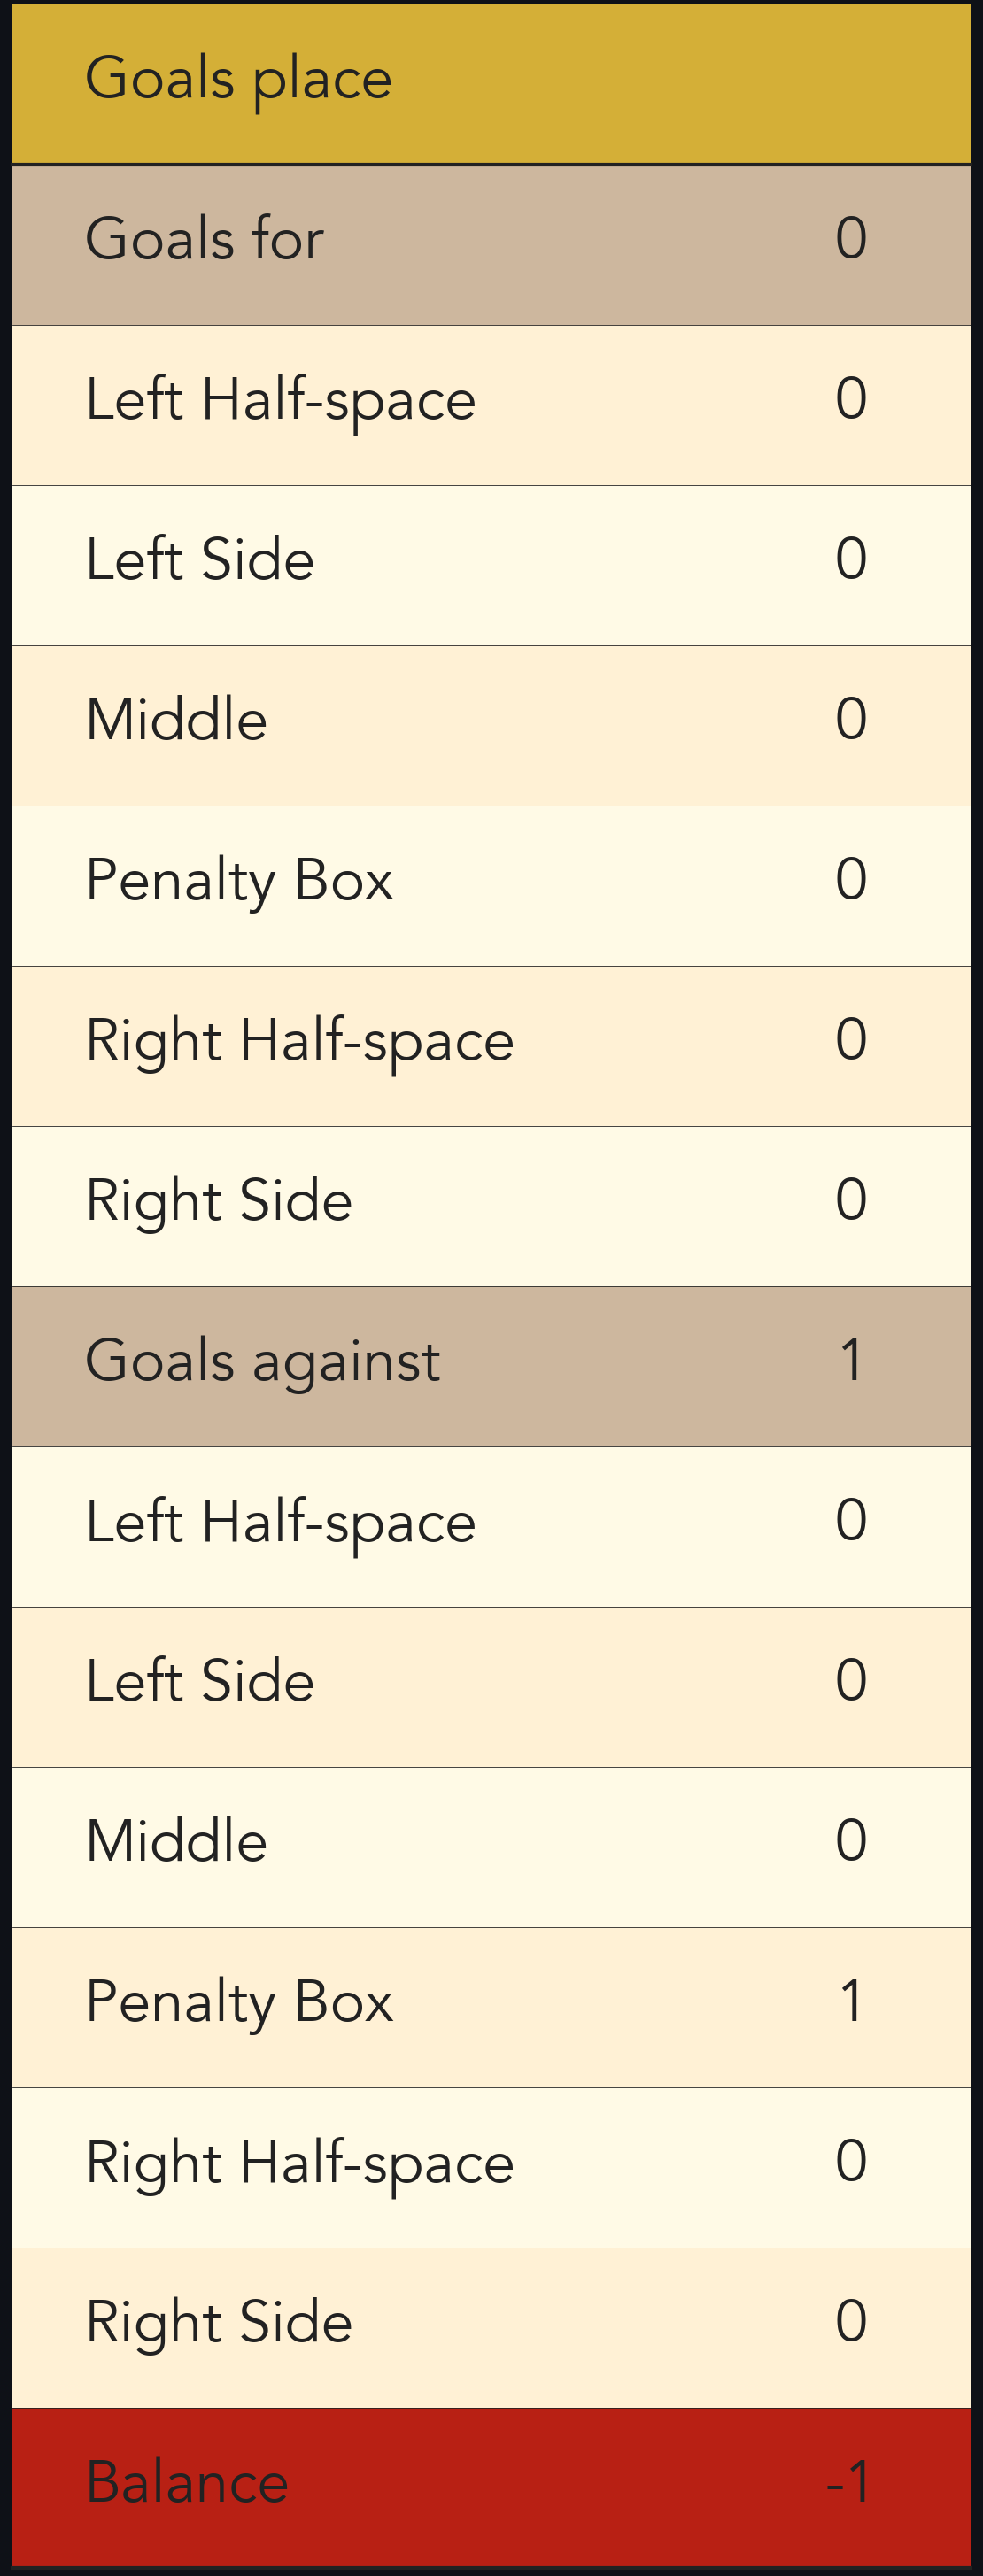 Goals place
Goals for 0
Left Half-space 0
Left Side 0
Middle 0
Penalty Box 0
Right Half-space 0
Right Side 0
Goals against 1
Left Half-space 0
Left Side 0
Middle 0
Penalty Box 1
Right Half-space 0
Right Side 0
Balance -1